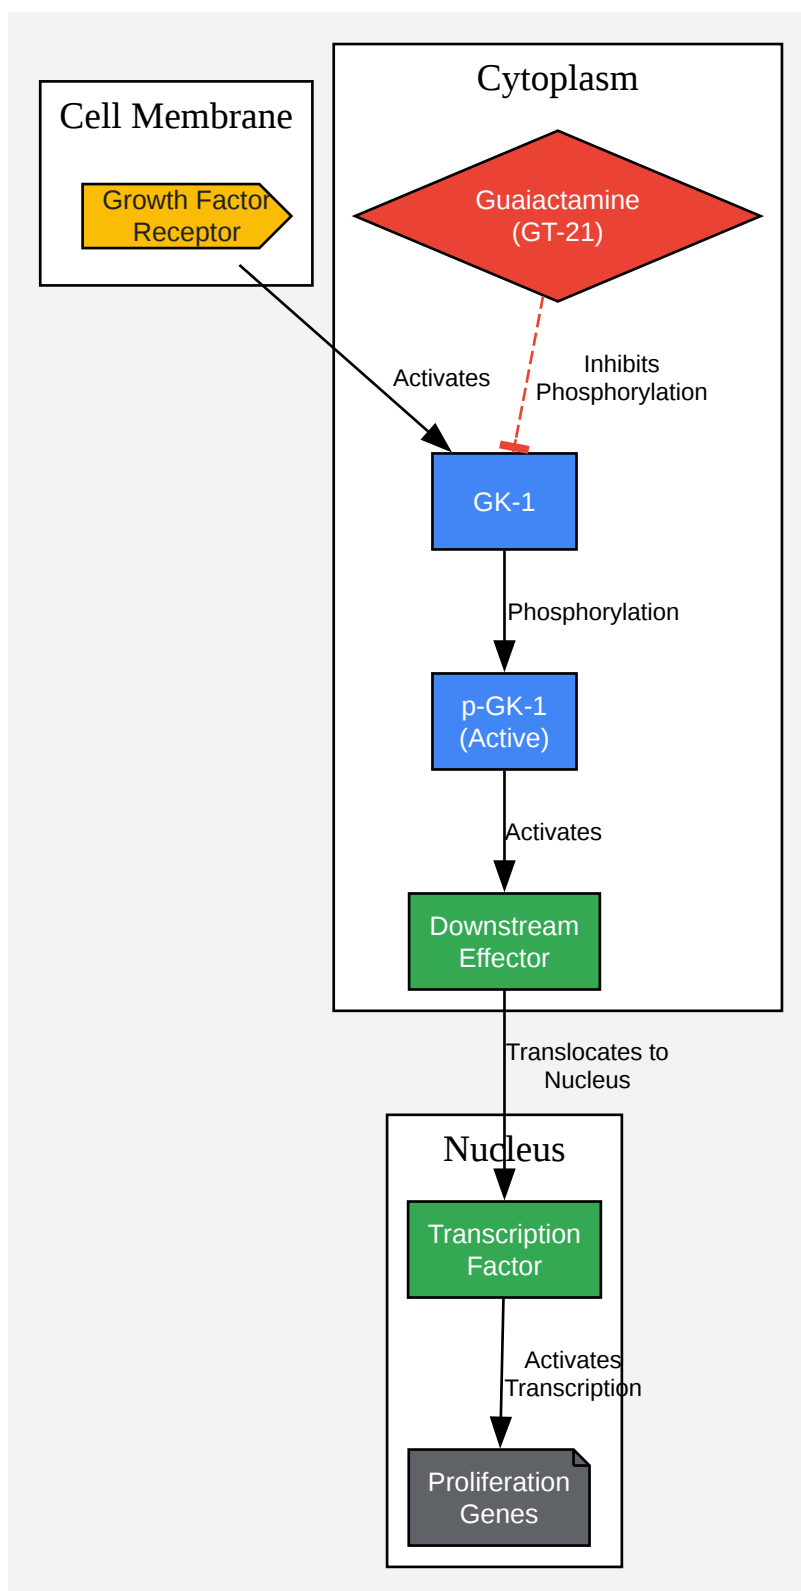 Cytoplasm
Cell Membrane
Growth Factor
Receptor
Guaiactamine
(GT-21)
Activates
Inhibits
Phosphorylation
GK-1
Phosphorylation
p-GK-1
(Active)
Activates
Downstream
Effector
Translocates to
Nucleus
Nucleus
Transcription
Factor
Activates
Transcription
Proliferation
Genes